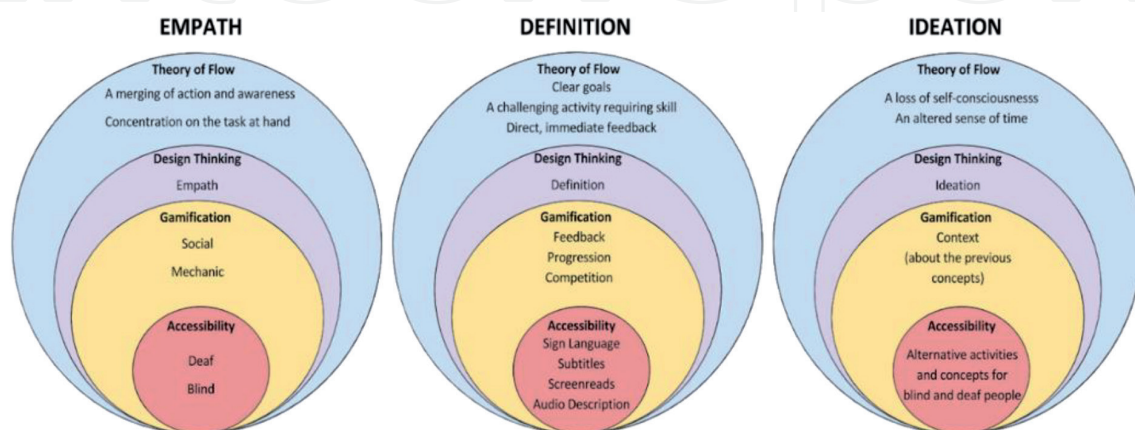 EMPATH
Theory of Flow
A merging of action and awareness
Concentration on the task at hand
Design Thinking
Empath
Gamification
Social
Mechanic
Accessibility
Deaf
Blind
DEFINITION
Theory of Flow
Clear goals
A challenging activity requiring skill
Direct, immediate feedback
Design Thinking
Definition
Gamification
Feedback
Progression
Competition
Accessibility
Sign Language
Subtitles
Screenreads
Audio Description
IDEATION
Theory of Flow
A loss of self-consciousnesss
An altered sense of time
Design Thinking
Ideation
Gamification
Context
(about the previous
concepts)
Accessibility
Alternative activities
and concepts for
blind and deaf people